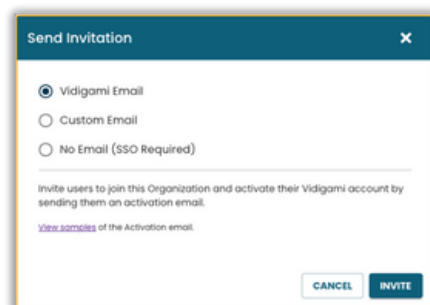 Send Invitation
Vidigami Email
Custom Email
No Email (SSO Required)
Invite users to join this Organization and activate their Vidigami account by
sending them an activation email.
View samples of the Activation email.
CANCEL INVITE